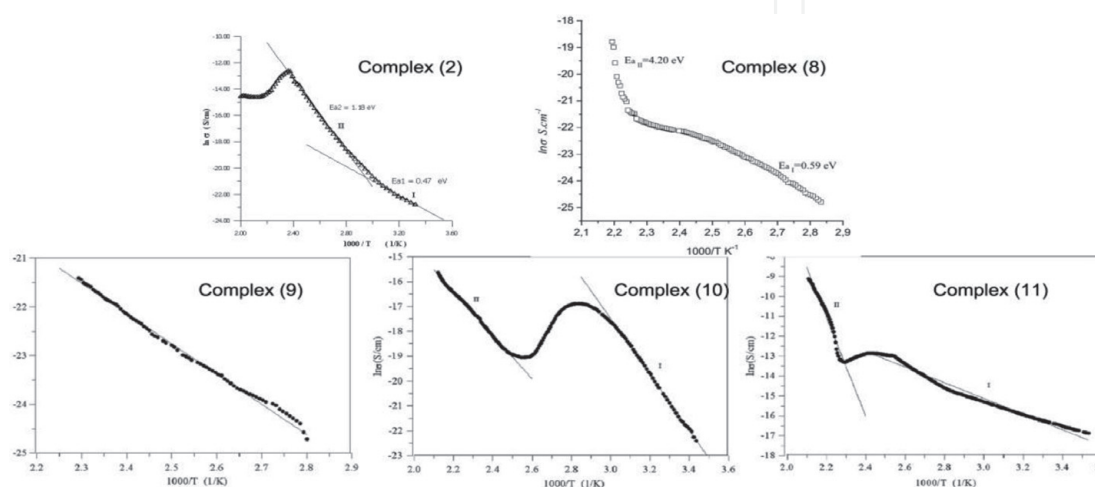 Complex (2)
-10.00
-12.00
-14.00
-16.00
-18.00
-20.00
-22.00
-24.00
ln σ (S/cm)
Ea2 = 1.18 eV
II
Ea1 = 0.47 eV
I
2.00 2.40 2.80 3.20 3.60
1000/T (1/K)
Complex (8)
-18
-19
-20
-21
-22
-23
-24
-25
lnσ S.cm⁻¹
Ea II=4.20 eV
Ea I=0.59 eV
2,1 2,2 2,3 2,4 2,5 2,6 2,7 2,8 2,9
1000/T K⁻¹
Complex (9)
-21
-22
-23
-24
-25
lnσ(S/cm)
2.2 2.3 2.4 2.5 2.6 2.7 2.8 2.9
1000/T (1/K)
Complex (10)
-15
-16
-17
-18
-19
-20
-21
-22
-23
lnσ(S/cm)
II
I
2.0 2.2 2.4 2.6 2.8 3.0 3.2 3.4 3.6
1000/T (1/K)
Complex (11)
-8
-9
-10
-11
-12
-13
-14
-15
-16
-17
-18
lnσ(S/cm)
II
I
2.0 2.2 2.4 2.6 2.8 3.0 3.2 3.4
1000/T (1/K)